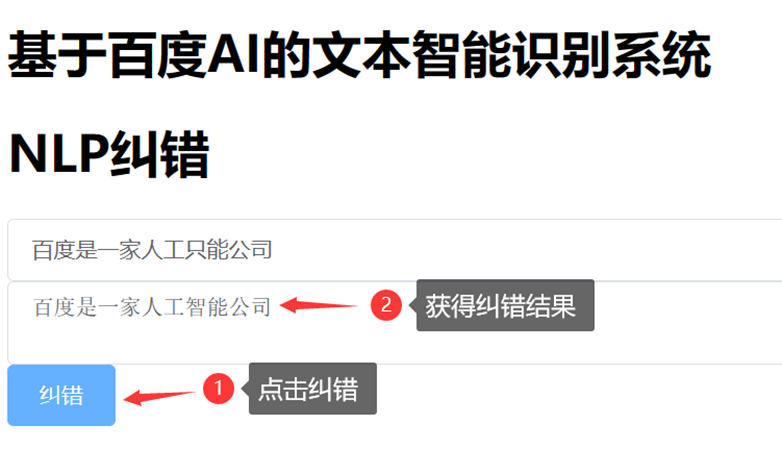 基于百度AI的文本智能识别系统
NLP纠错
百度是一家人工只能公司
百度是一家人工智能公司
2 获得纠错结果
纠错
1 点击纠错